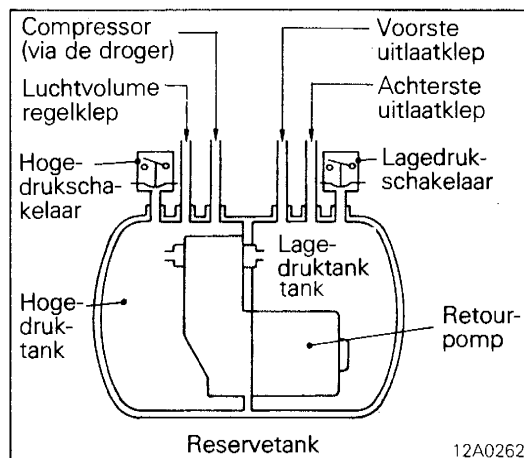 Compressor
(via de droger)
Voorste
uitlaatklep
Luchtvolume
regelklep
Achterste
uitlaatklep
Hoge-
drukscha-
kelaar
Lagedruk-
schakelaar
Lage-
druktank
tank
Hoge-
druk-
tank
Retour-
pomp
Reservetank
12A0262